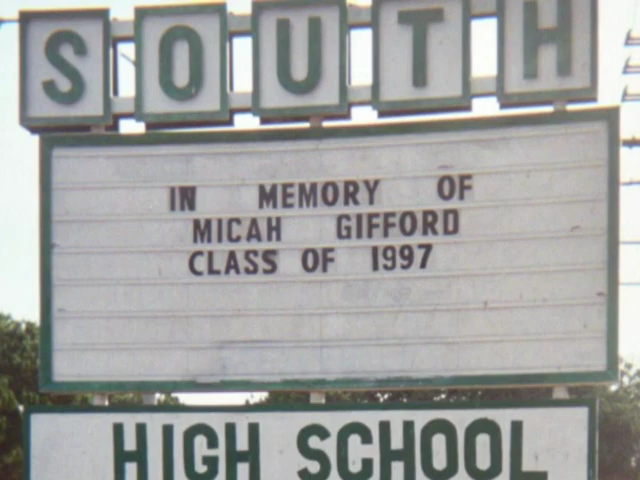 SOUTH
IN MEMORY OF
MICAH GIFFORD
CLASS OF 1997
HIGH SCHOOL